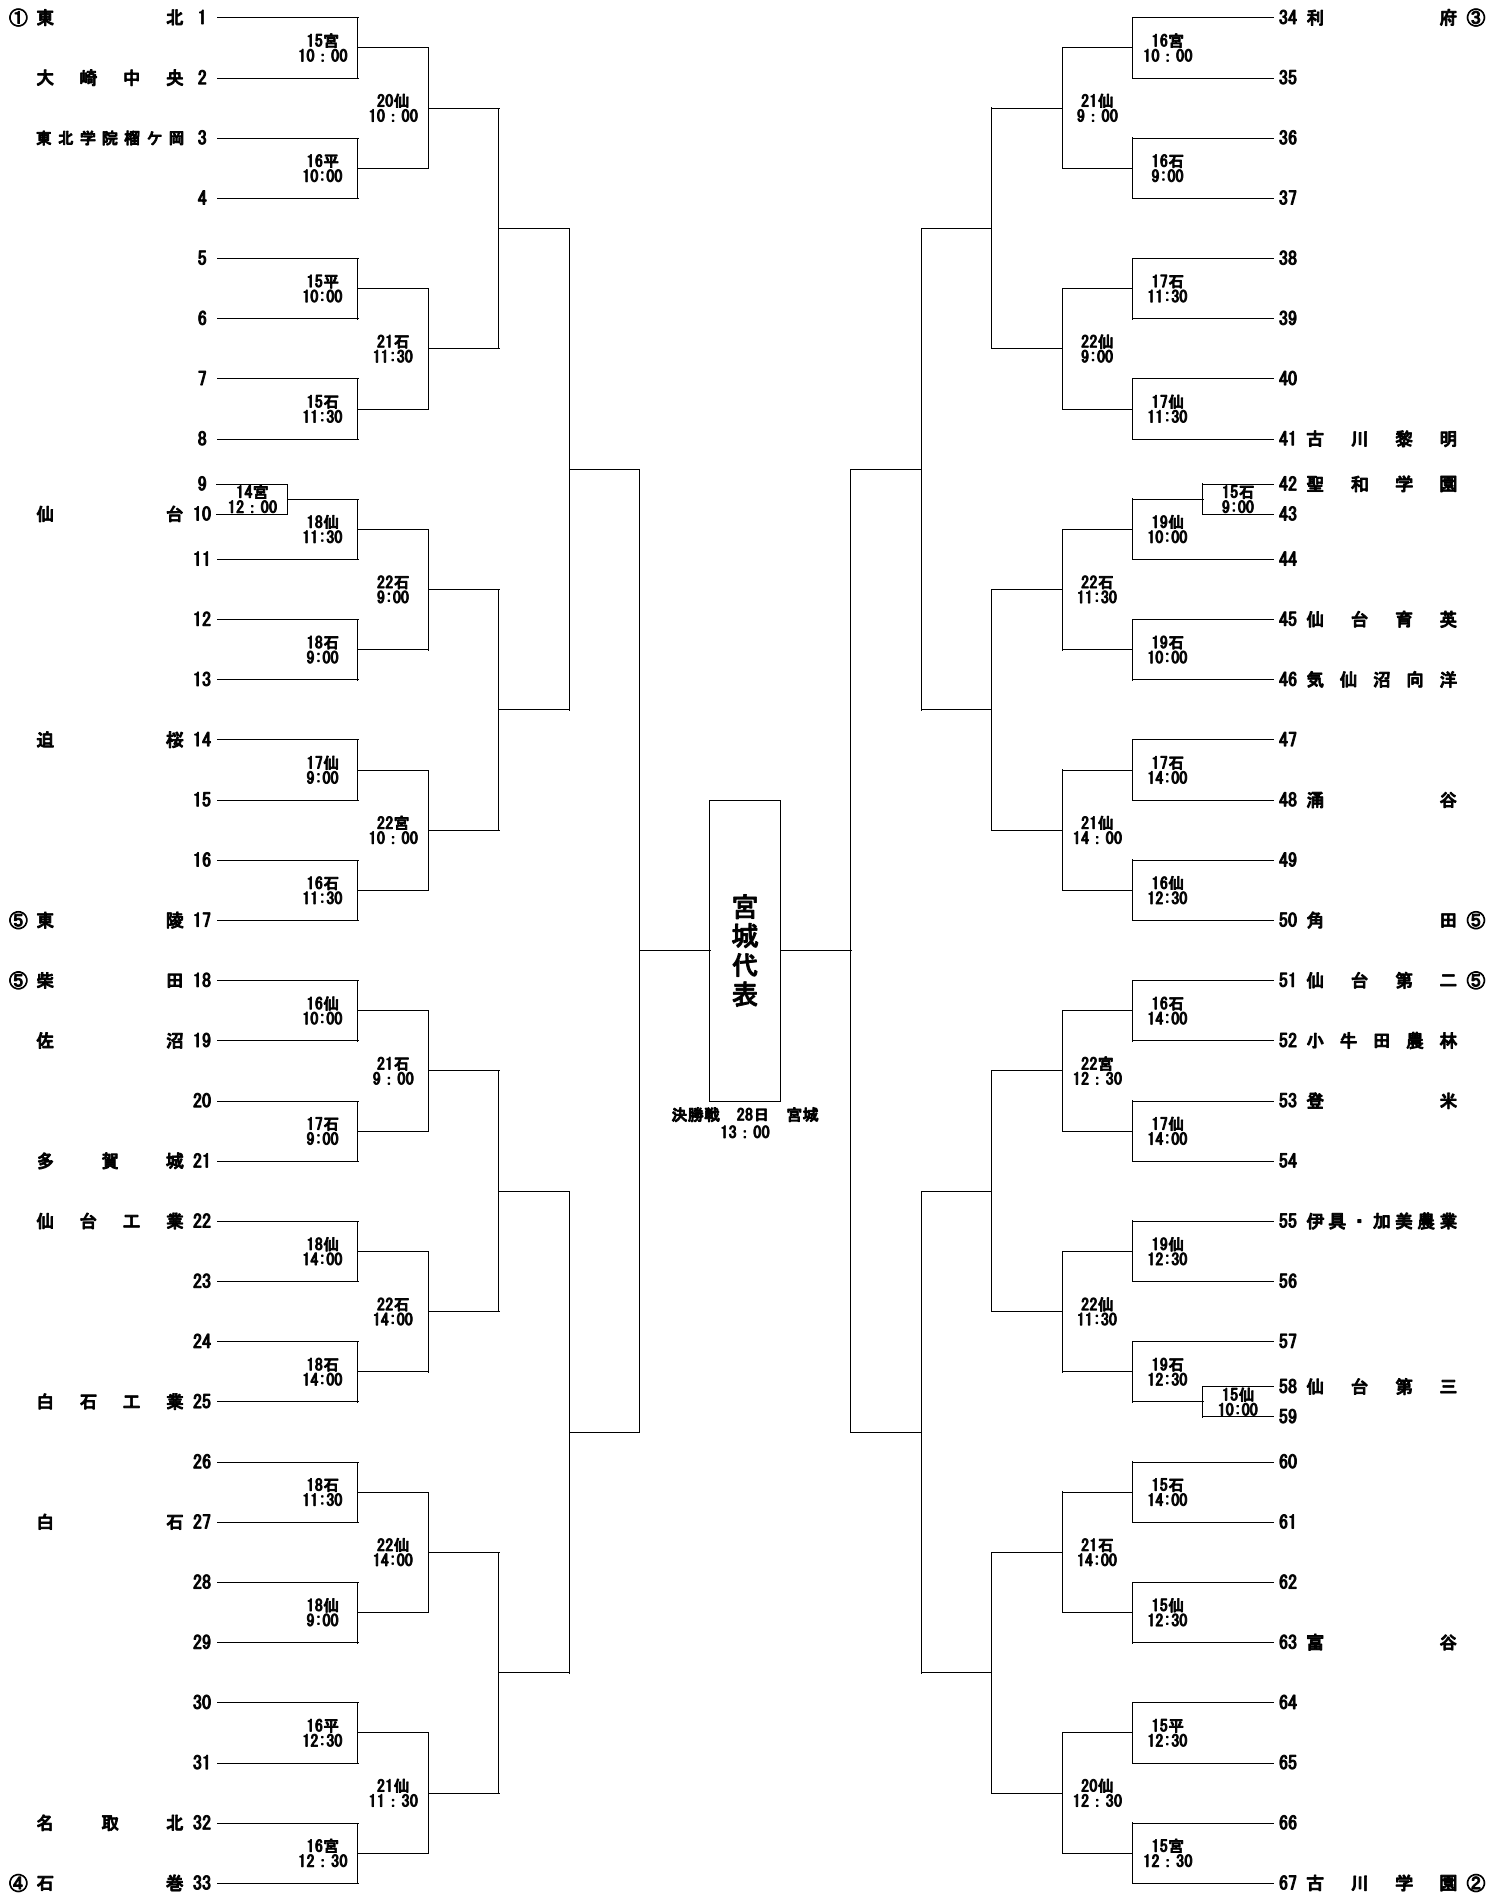 ① 東北 1
15宮
10：00
大崎中央 2
20仙
10：00
東北学院榴ケ岡 3
16平
10:00
4
5
15平
10:00
6
21石
11:30
7
15石
11:30
8
9
14宮
12：00
仙台 10
18仙
11:30
11
22石
9:00
12
18石
9:00
13
迫桜 14
17仙
9:00
15
22宮
10：00
16
16石
11:30
⑤ 東陵 17
⑤ 柴田 18
16仙
10:00
佐沼 19
21石
9：00
20
17石
9:00
多賀城 21
仙台工業 22
18仙
14:00
23
22石
14:00
24
18石
14:00
白石工業 25
26
18石
11:30
白石 27
22仙
14:00
28
18仙
9:00
29
30
16平
12:30
31
21仙
11：30
名取北 32
16宮
12：30
④ 石巻 33
宮城代表
決勝戦 28日 宮城
13：00
34 利府 ③
16宮
10：00
35
21仙
9：00
36
16石
9:00
37
38
17石
11:30
39
22仙
9:00
40
17仙
11:30
41 古川黎明
42 聖和学園
15石
9:00
43
19仙
10:00
44
22石
11:30
45 仙台育英
19石
10:00
46 気仙沼向洋
47
17石
14:00
48 涌谷
21仙
14：00
49
16仙
12:30
50 角田 ⑤
51 仙台第二 ⑤
16石
14:00
52 小牛田農林
22宮
12：30
53 登米
17仙
14:00
54
55 伊具・加美農業
19仙
12:30
56
22仙
11:30
57
19石
12:30
58 仙台第三
15仙
10:00
59
60
15石
14:00
61
21石
14:00
62
15仙
12:30
63 富谷
64
15平
12:30
65
20仙
12：30
66
15宮
12：30
67 古川学園 ②